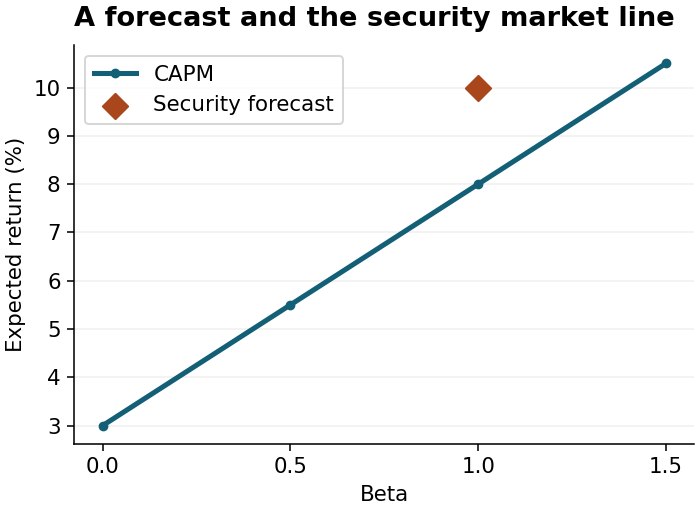 A forecast and the security market line
CAPM
Security forecast
Expected return (%)
10
9
8
7
6
5
4
3
0.0 0.5 1.0 1.5
Beta